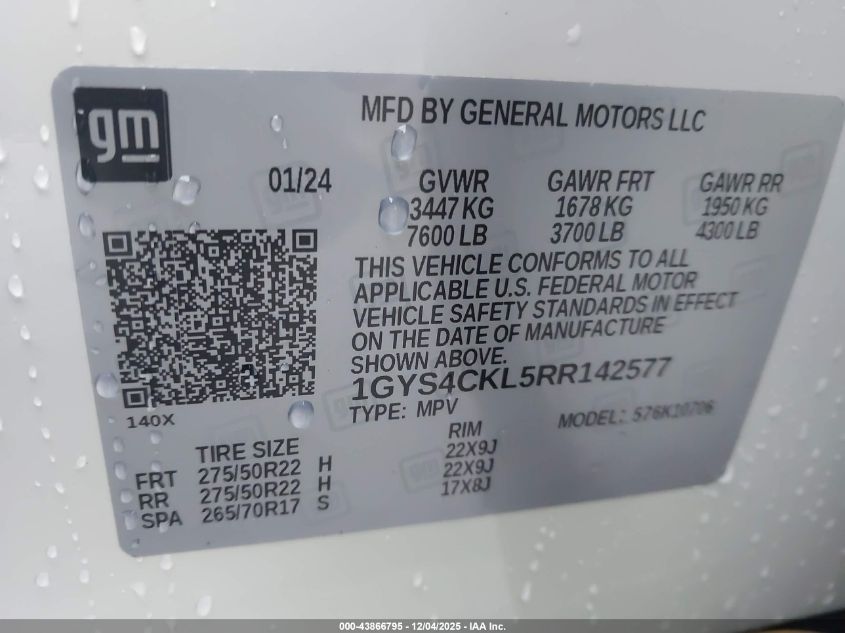 gm
MFD BY GENERAL MOTORS LLC
01/24
GVWR GAWR FRT GAWR RR
3447 KG 1678 KG 1950 KG
7600 LB 3700 LB 4300 LB
THIS VEHICLE CONFORMS TO ALL
APPLICABLE U.S. FEDERAL MOTOR
VEHICLE SAFETY STANDARDS IN EFFECT
ON THE DATE OF MANUFACTURE
SHOWN ABOVE.
1GYS4CKL5RR142577
TYPE: MPV MODEL: 576K10706
140X
TIRE SIZE RIM
FRT 275/50R22 H 22X9J
RR 275/50R22 H 22X9J
SPA 265/70R17 S 17X8J
000-43866795 - 12/04/2025 - IAA Inc.